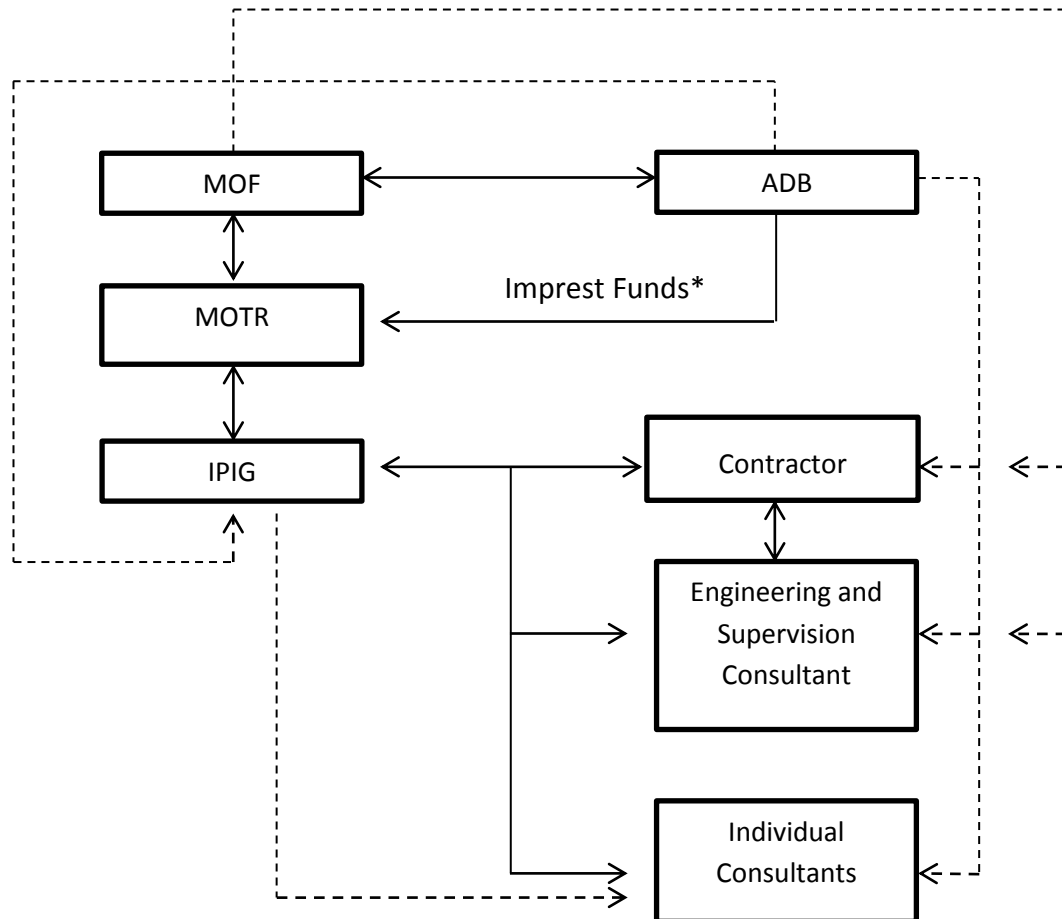 MOF
ADB
Imprest Funds*
MOTR
IPIG
Contractor
Engineering and
Supervision
Consultant
Individual
Consultants